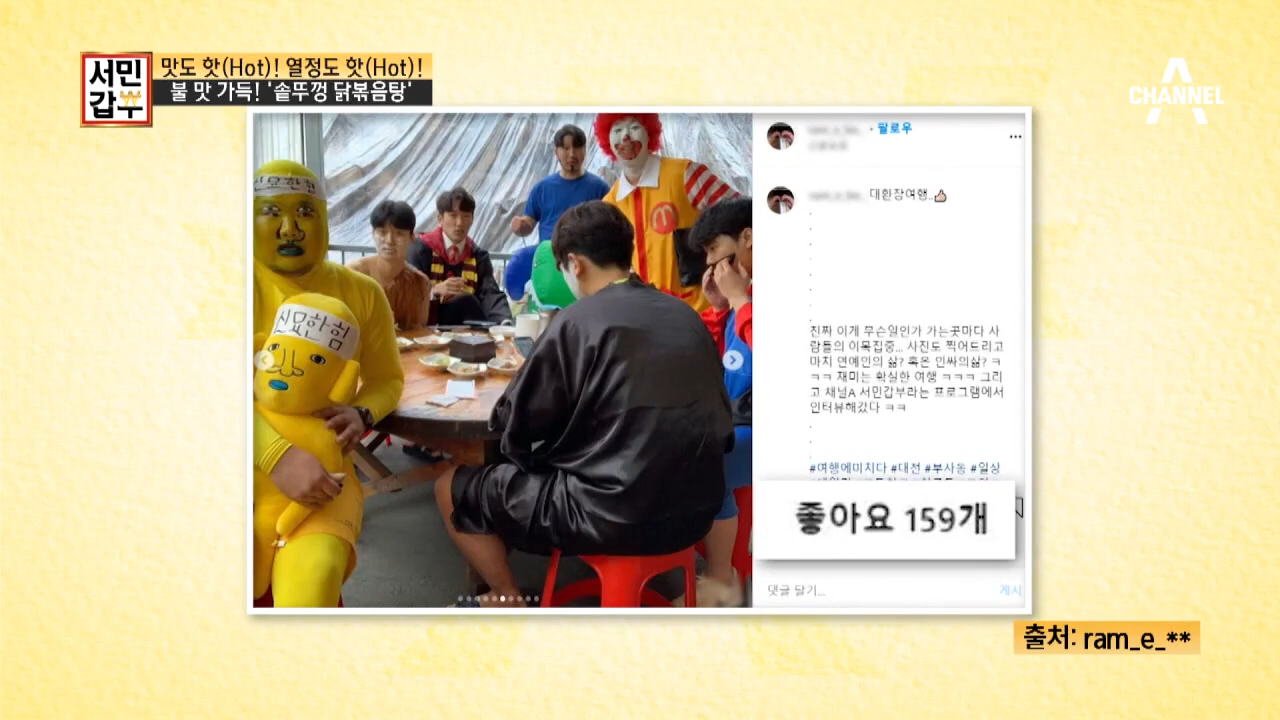 서민
갑부
맛도 핫(Hot)! 열정도 핫(Hot)!
불 맛 가득! '솥뚜껑 닭볶음탕'
CHANNEL
신묘한힘
신묘한힘
M
• 팔로우
...
대환장여행..👍
진짜 이게 무슨일인가 가는곳마다 사
람들의 이목집중... 사진도 찍어드리고
마치 연예인의 삶? 혹은 인싸의삶? ㅋ
ㅋㅋ 재미는 확실한 여행 ㅋㅋㅋ 그리
고 채널A 서민갑부라는 프로그램에서
인터뷰해갔다 ㅋㅋ
#여행에미치다 #대전 #부사동 #일상
좋아요 159개
댓글 달기...
게시
출처: ram_e_**